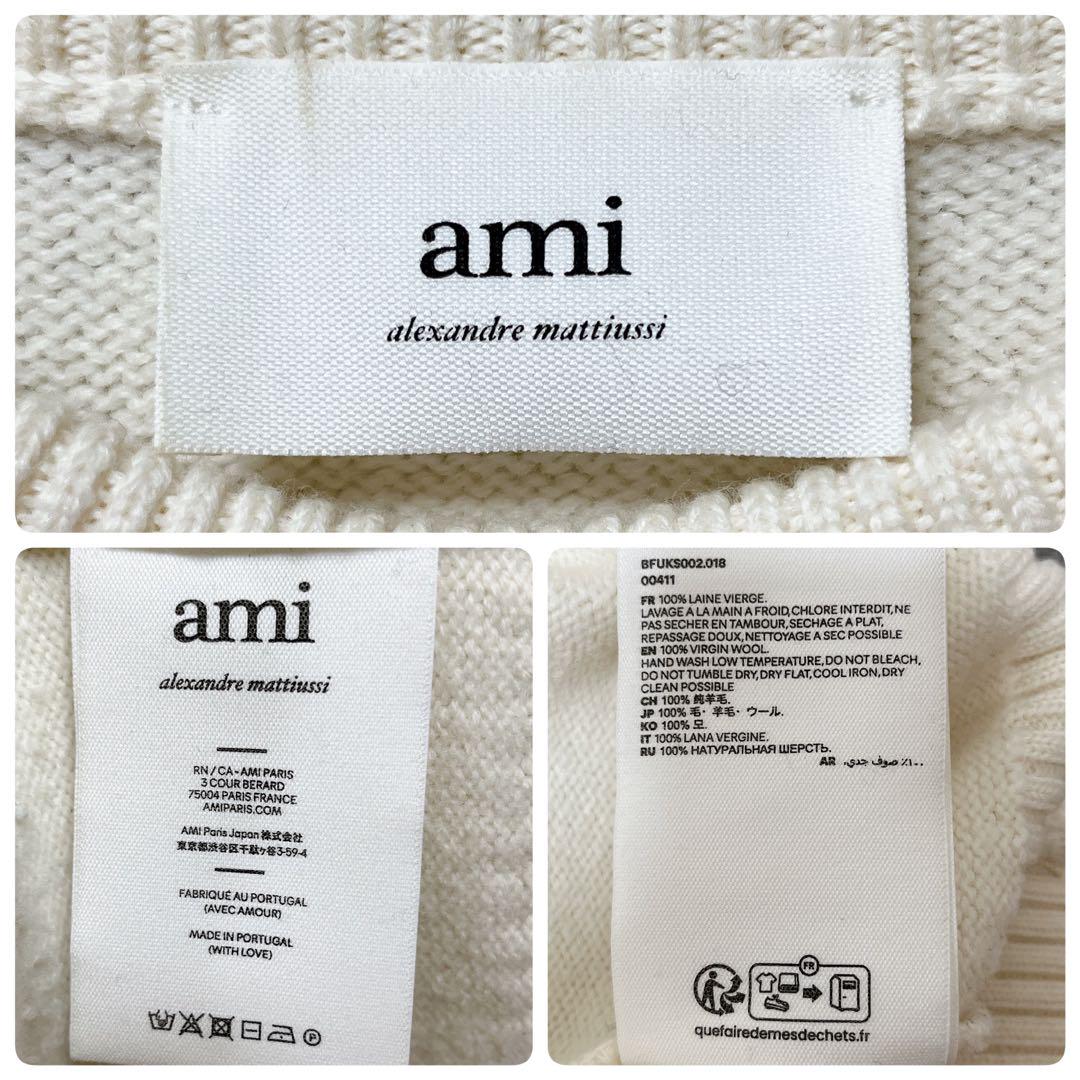 ami
alexandre mattiussi
ami
alexandre mattiussi
RN / CA - AMI PARIS
3 COUR BERARD
75004 PARIS FRANCE
AMIPARIS.COM
AMI Paris Japan 株式会社
東京都渋谷区千駄ヶ谷3-59-4
FABRIQUÉ AU PORTUGAL
(AVEC AMOUR)
MADE IN PORTUGAL
(WITH LOVE)
P
BFUKS002.018
00411
FR 100% LAINE VIERGE.
LAVAGE A LA MAIN A FROID, CHLORE INTERDIT, NE
PAS SECHER EN TAMBOUR, SECHAGE A PLAT,
REPASSAGE DOUX, NETTOYAGE A SEC POSSIBLE
EN 100% VIRGIN WOOL.
HAND WASH LOW TEMPERATURE, DO NOT BLEACH,
DO NOT TUMBLE DRY, DRY FLAT, COOL IRON, DRY
CLEAN POSSIBLE
CH 100% 纯羊毛.
JP 100% 毛・羊毛・ウール.
KO 100% 모.
IT 100% LANA VERGINE.
RU 100% НАТУРАЛЬНАЯ ШЕРСТЬ.
AR ١٠٠٪ صوف جدي.
FR
quefairedemesdechets.fr